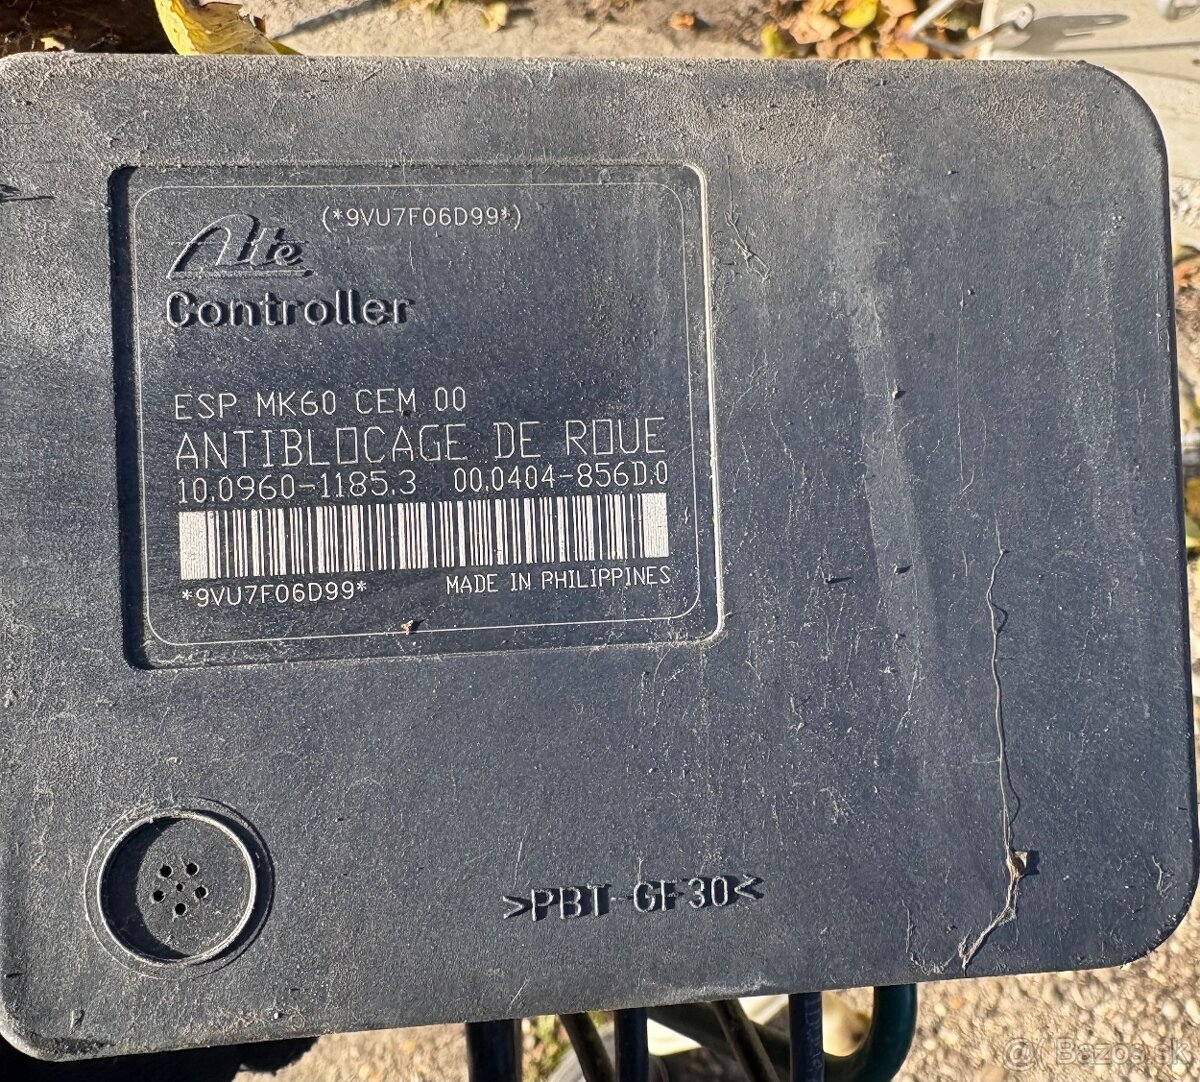 (*9VU7F06D99*)
Ate
Controller
ESP MK60 CEM 00
ANTIBLOCAGE DE ROUE
10.0960-1185.3 00.0404-856D.0
*9VU7F06D99* MADE IN PHILIPPINES
>PBT-GF30<
@ Bazos.sk